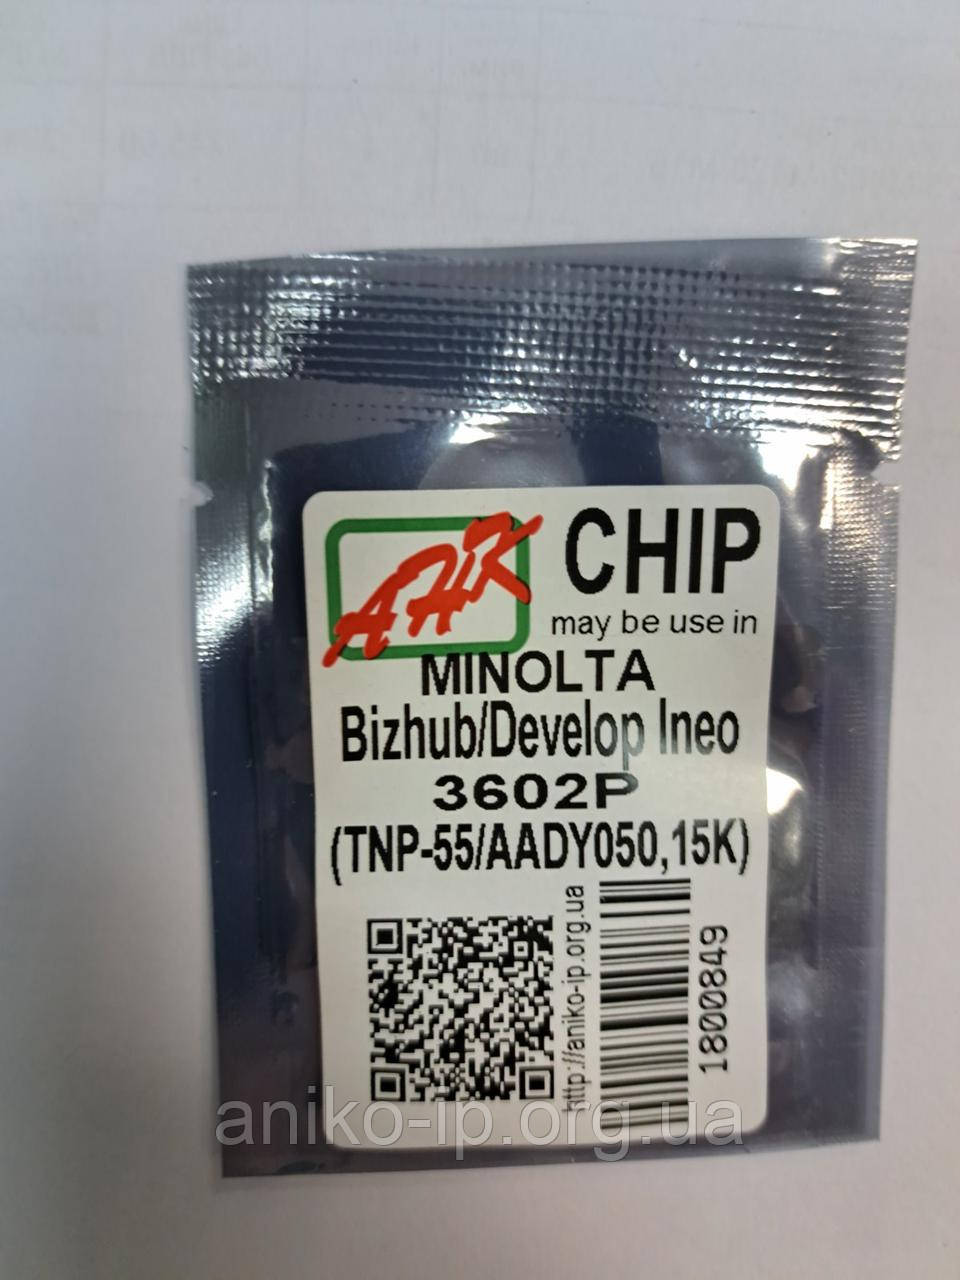 АНК
CHIP
may be use in
MINOLTA
Bizhub/Develop Ineo
3602P
(TNP-55/AADY050,15K)
http://aniko-ip.org.ua
1800849
aniko-ip.org.ua